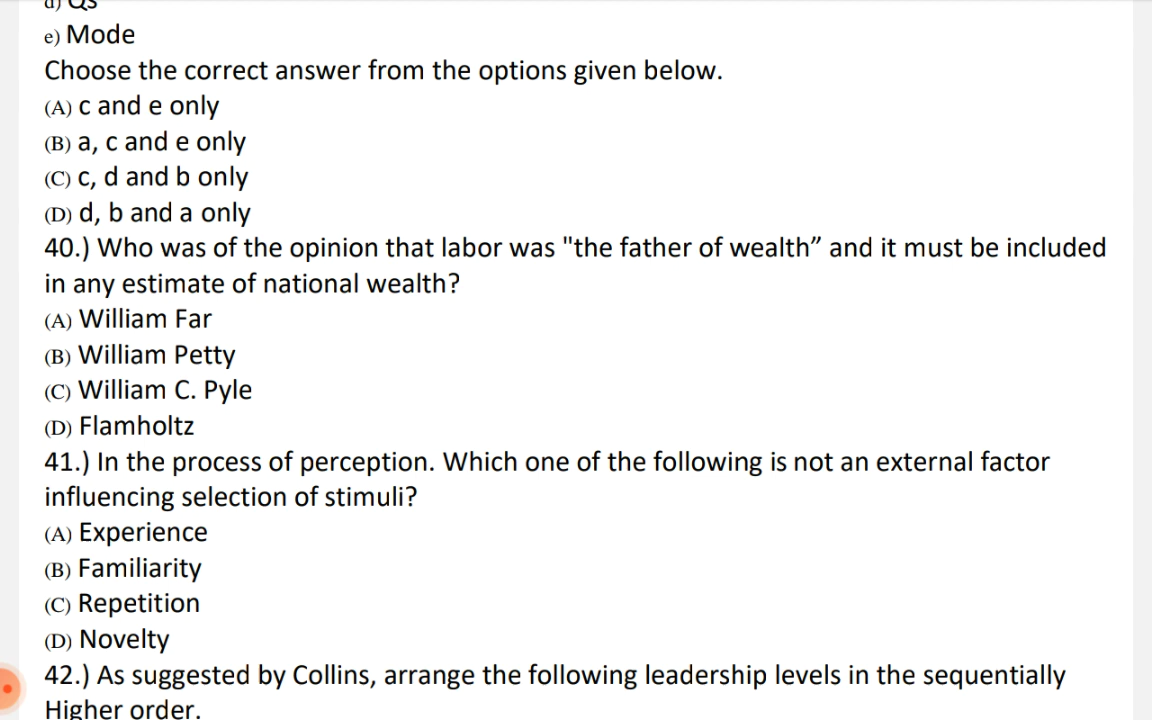 d) Q3
e) Mode
Choose the correct answer from the options given below.
(A) c and e only
(B) a, c and e only
(C) c, d and b only
(D) d, b and a only
40.) Who was of the opinion that labor was "the father of wealth” and it must be included
in any estimate of national wealth?
(A) William Far
(B) William Petty
(C) William C. Pyle
(D) Flamholtz
41.) In the process of perception. Which one of the following is not an external factor
influencing selection of stimuli?
(A) Experience
(B) Familiarity
(C) Repetition
(D) Novelty
42.) As suggested by Collins, arrange the following leadership levels in the sequentially
Higher order.